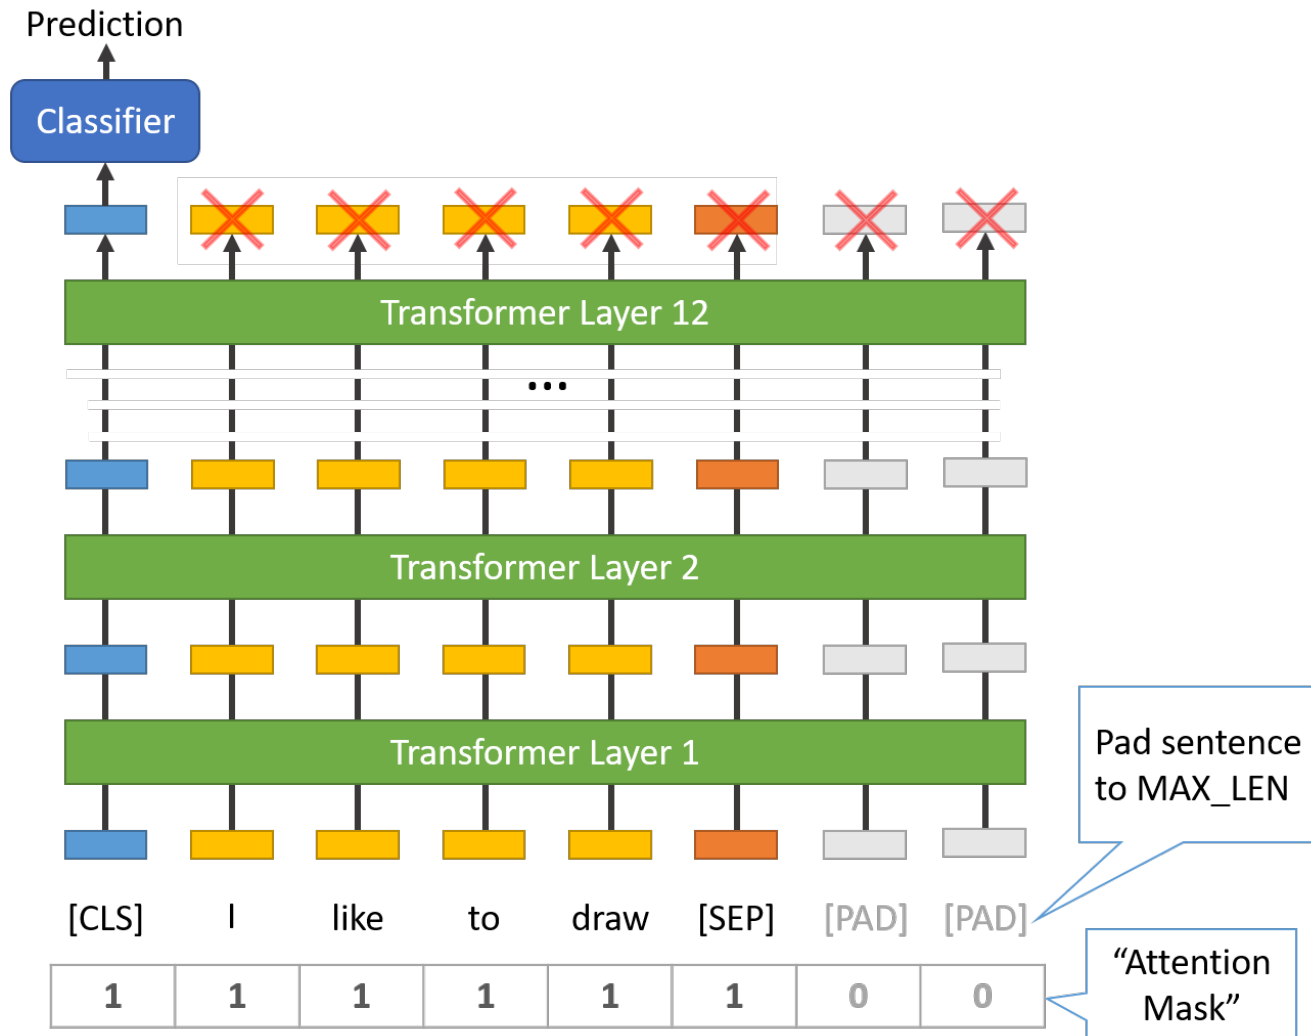 Prediction
Classifier
Transformer Layer 12
...
Transformer Layer 2
Transformer Layer 1
Pad sentence
to MAX_LEN
[CLS] I like to draw [SEP] [PAD] [PAD]
1 1 1 1 1 1 0 0
“Attention
Mask”